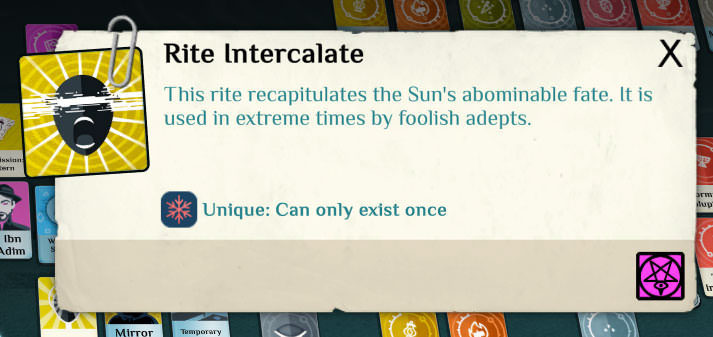 Rite Intercalate
X
This rite recapitulates the Sun's abominable fate. It is
used in extreme times by foolish adepts.
Unique: Can only exist once
Ibn
Adim
Mirror
Temporary